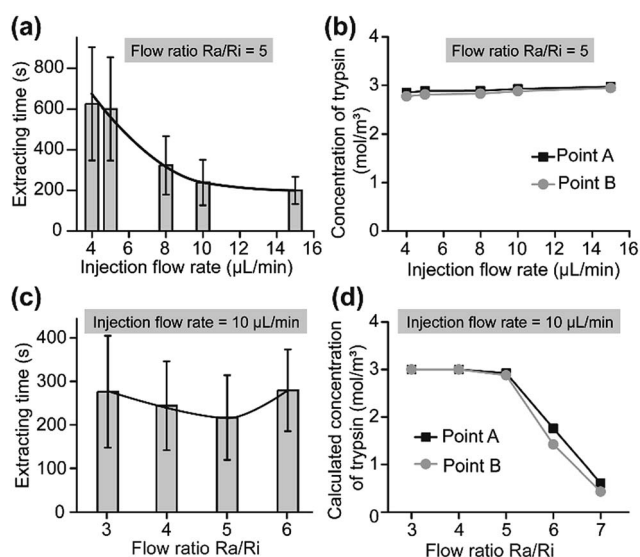 (a)
Flow ratio Ra/Ri = 5
Extracting time (s)
800
600
400
200
0
4 6 8 10 12 14 16
Injection flow rate (μL/min)
(b)
Flow ratio Ra/Ri = 5
Concentration of trypsin
(mol/m³)
4
3
2
1
0
Point A
Point B
4 6 8 10 12 14 16
Injection flow rate (μL/min)
(c)
Injection flow rate = 10 μL/min
Extracting time (s)
400
300
200
100
0
3 4 5 6
Flow ratio Ra/Ri
(d)
Injection flow rate = 10 μL/min
Calculated concentration
of trypsin (mol/m³)
4
3
2
1
0
Point A
Point B
3 4 5 6 7
Flow ratio Ra/Ri